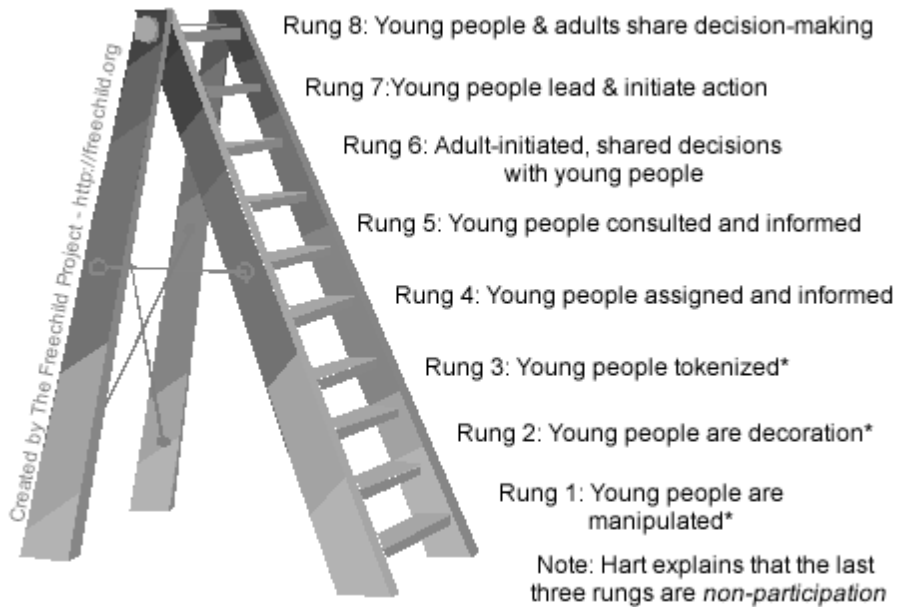 Rung 8: Young people & adults share decision-making
Rung 7:Young people lead & initiate action
Rung 6: Adult-initiated, shared decisions
with young people
Rung 5: Young people consulted and informed
Rung 4: Young people assigned and informed
Rung 3: Young people tokenized*
Rung 2: Young people are decoration*
Rung 1: Young people are
manipulated*
Note: Hart explains that the last
three rungs are non-participation
Created by The Freechild Project - http://freechild.org